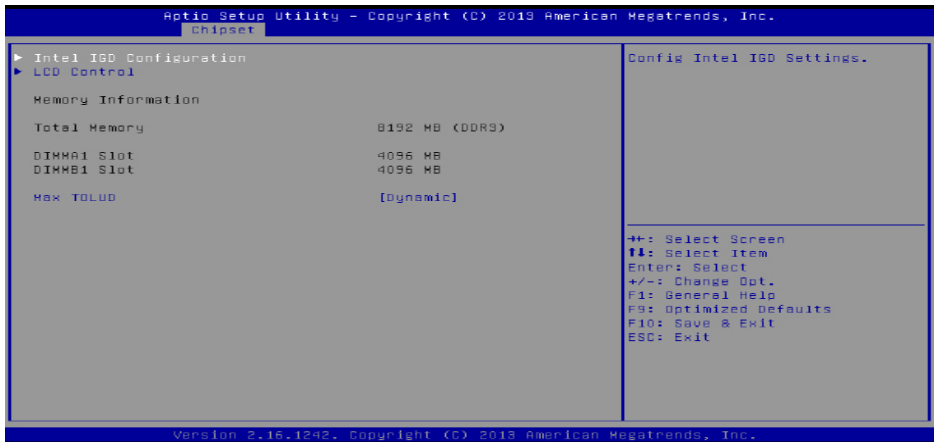 Aptio Setup Utility – Copyright (C) 2013 American Megatrends, Inc.
Chipset
► Intel IGD Configuration
► LCD Control
Memory Information
Total Memory 8192 MB (DDR3)
DIMMA1 Slot 4096 MB
DIMMB1 Slot 4096 MB
Max TOLUD [Dynamic]
Config Intel IGD Settings.
→←: Select Screen
↑↓: Select Item
Enter: Select
+/-: Change Opt.
F1: General Help
F9: Optimized Defaults
F10: Save & Exit
ESC: Exit
Version 2.16.1242. Copyright (C) 2013 American Megatrends, Inc.